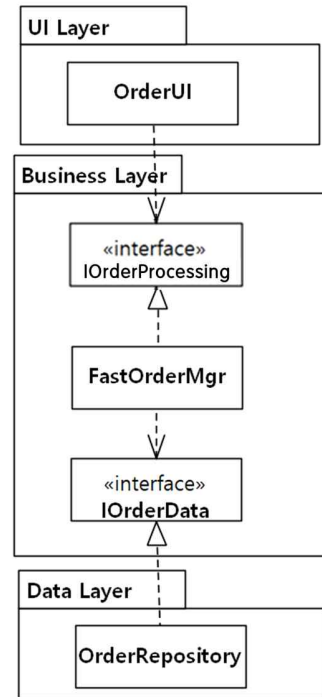 UI Layer
OrderUI
Business Layer
«interface»
IOrderProcessing
FastOrderMgr
«interface»
IOrderData
Data Layer
OrderRepository